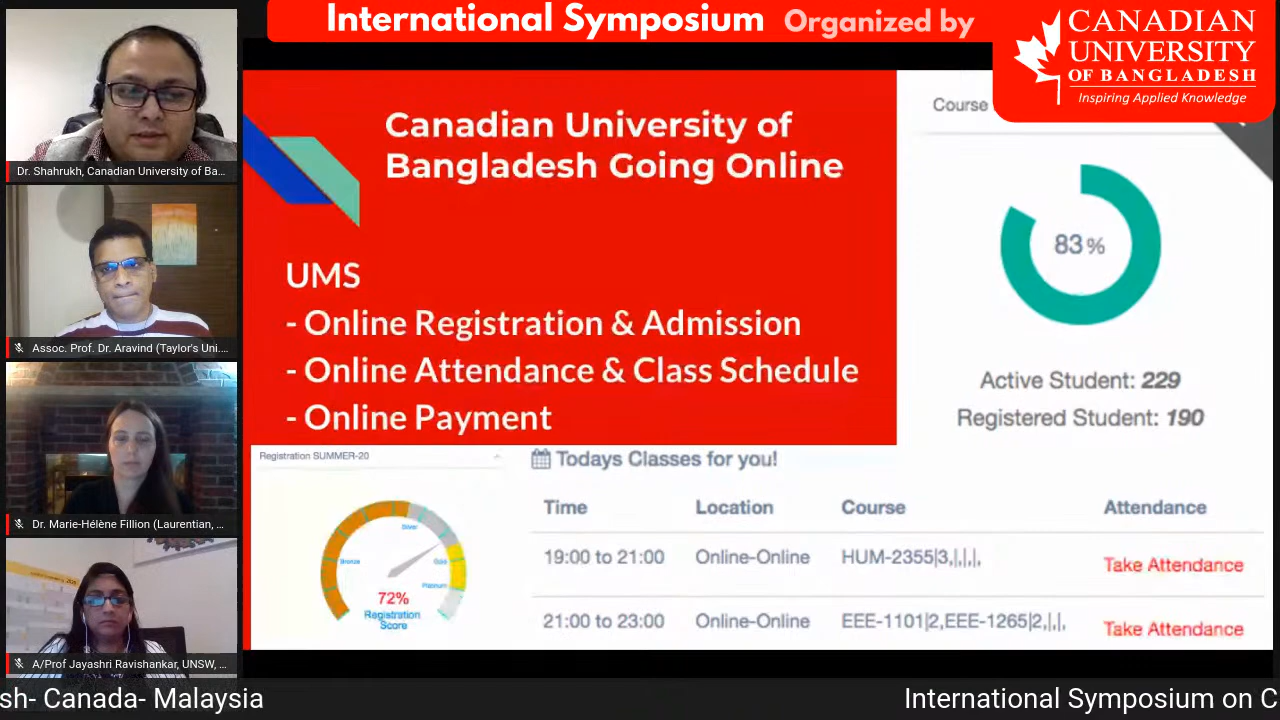 International Symposium Organized by
CANADIAN
UNIVERSITY
OF BANGLADESH
Inspiring Applied Knowledge
Dr. Shahrukh, Canadian University of Ba...
Assoc. Prof. Dr. Aravind (Taylor's Uni....
Dr. Marie-Hélène Fillion (Laurentian, ...
A/Prof Jayashri Ravishankar, UNSW, ...
Canadian University of
Bangladesh Going Online
UMS
- Online Registration & Admission
- Online Attendance & Class Schedule
- Online Payment
Course
83%
Active Student: 229
Registered Student: 190
Registration SUMMER-20
Bronze
Silver
Gold
Platinum
72%
Registration
Score
Todays Classes for you!
Time Location Course Attendance
19:00 to 21:00 Online-Online HUM-2355|3,|,|,|, Take Attendance
21:00 to 23:00 Online-Online EEE-1101|2,EEE-1265|2,|,|, Take Attendance
sh- Canada- Malaysia
International Symposium on C